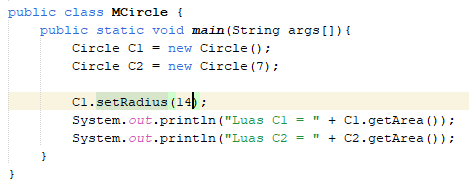 public class MCircle {
public static void main(String args[]){
Circle C1 = new Circle();
Circle C2 = new Circle(7);
C1.setRadius(14);
System.out.println("Luas C1 = " + C1.getArea());
System.out.println("Luas C2 = " + C2.getArea());
}
}